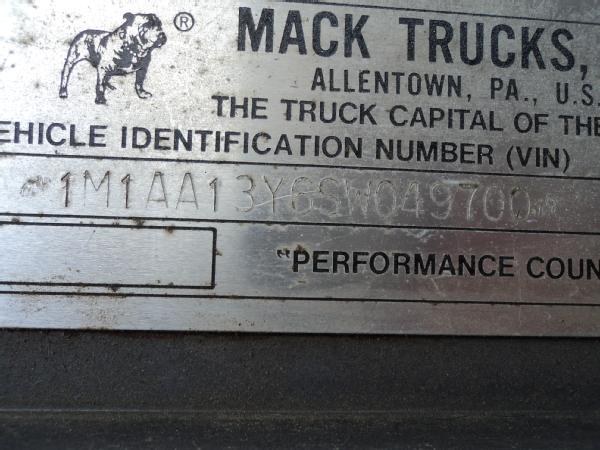 ®
MACK TRUCKS,
ALLENTOWN, PA., U.S.
THE TRUCK CAPITAL OF THE
EHICLE IDENTIFICATION NUMBER (VIN)
1M1AA13Y6SW049700
"PERFORMANCE COUN